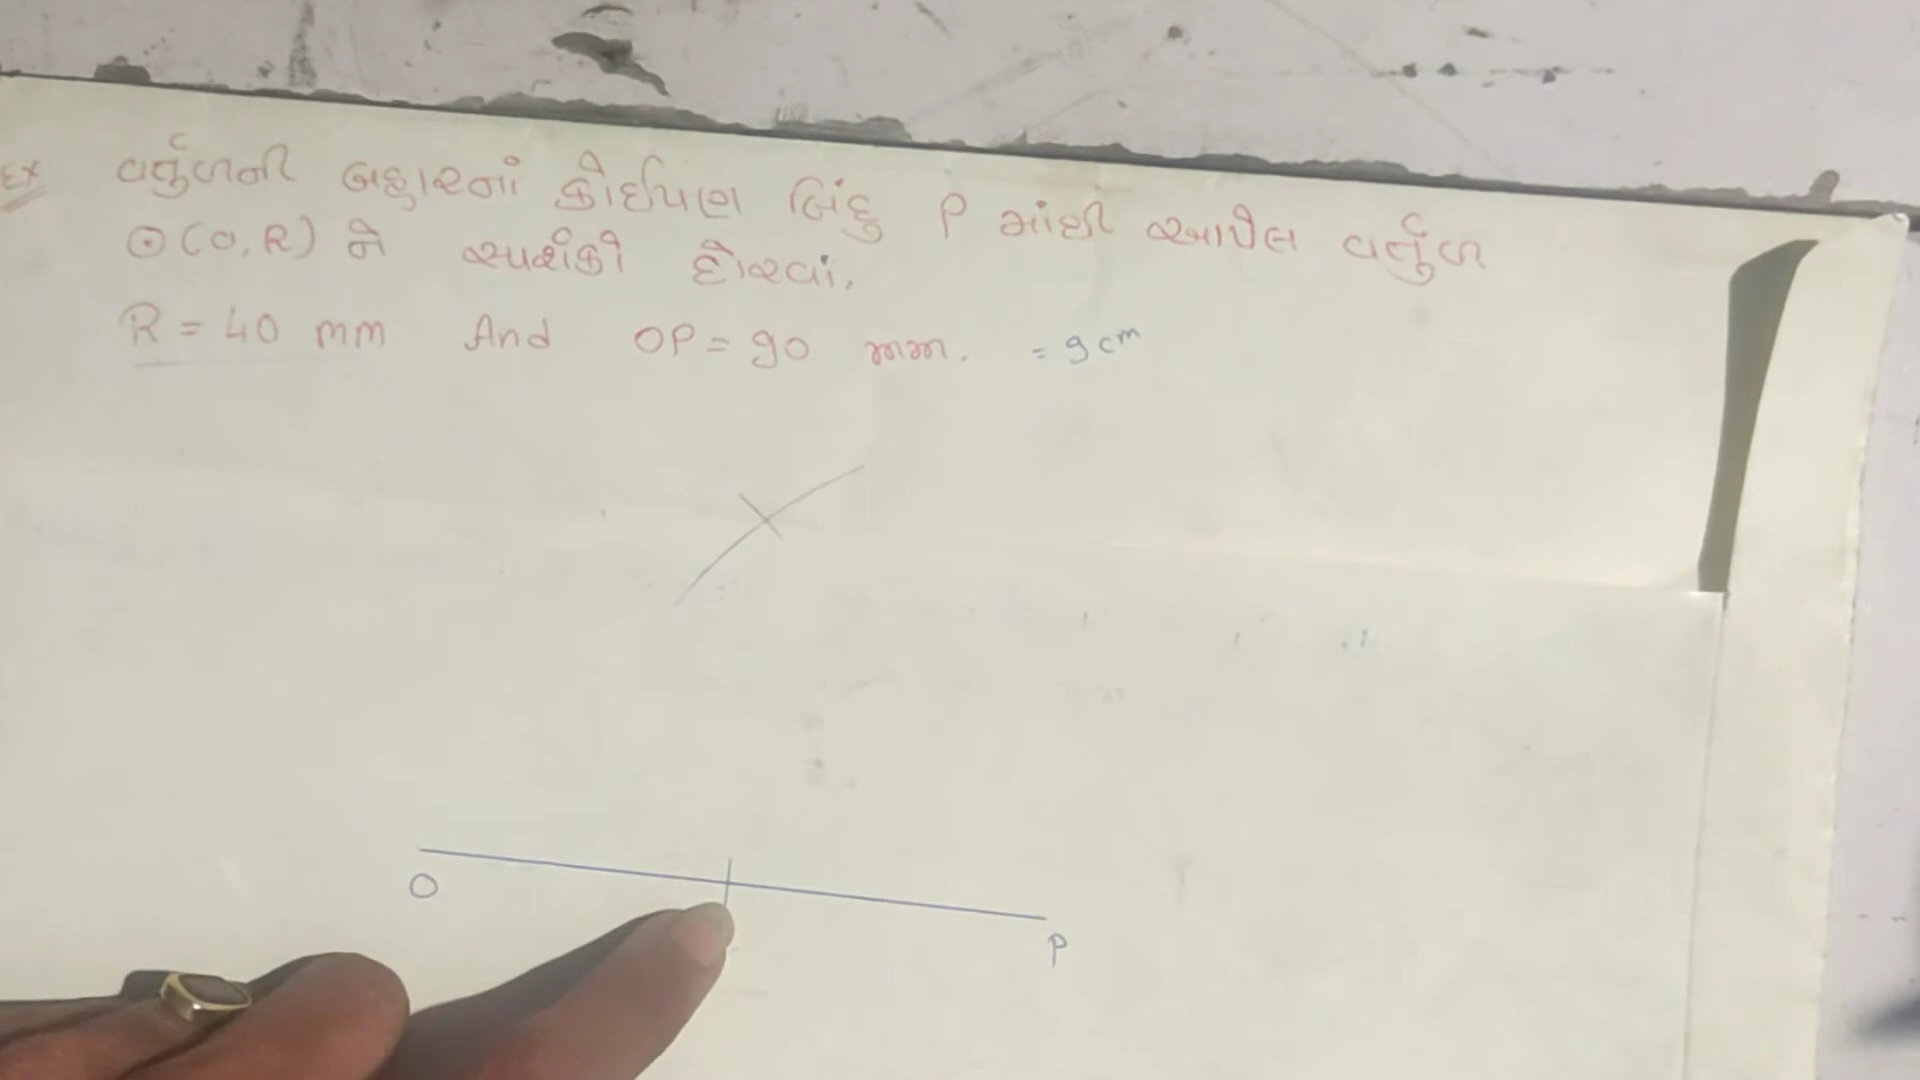 Ex વર્તુળની બહારનાં કોઈપણ બિંદુ P માંથી આપેલ વર્તુળ
⊙(O,R) ને સ્પર્શકો દોરવાં.
R = 40 mm And OP = 90 mm. = 9 cm
O
P